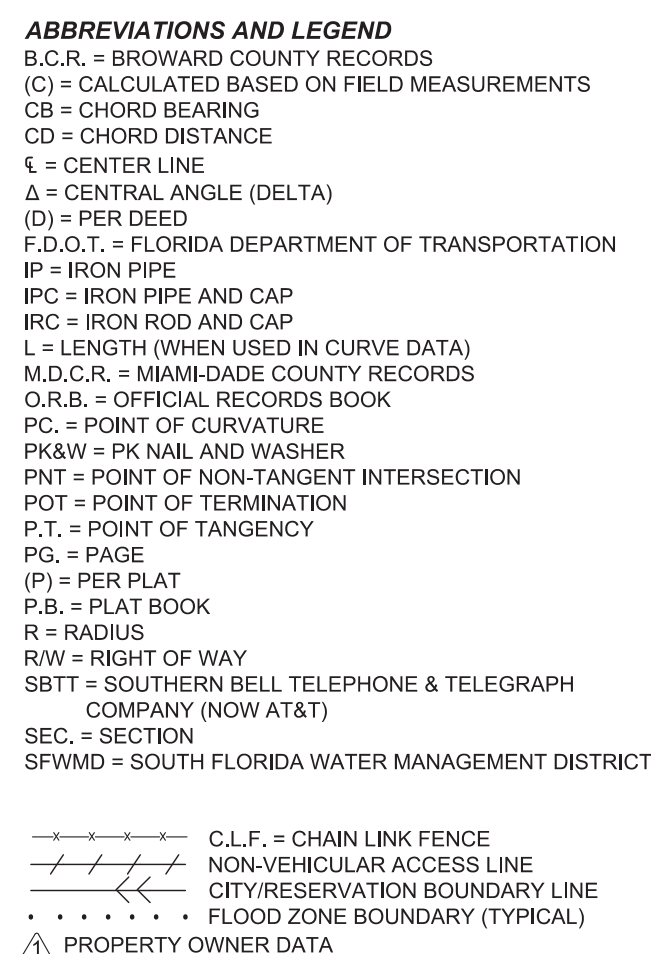 ABBREVIATIONS AND LEGEND
B.C.R. = BROWARD COUNTY RECORDS
(C) = CALCULATED BASED ON FIELD MEASUREMENTS
CB = CHORD BEARING
CD = CHORD DISTANCE
℄ = CENTER LINE
Δ = CENTRAL ANGLE (DELTA)
(D) = PER DEED
F.D.O.T. = FLORIDA DEPARTMENT OF TRANSPORTATION
IP = IRON PIPE
IPC = IRON PIPE AND CAP
IRC = IRON ROD AND CAP
L = LENGTH (WHEN USED IN CURVE DATA)
M.D.C.R. = MIAMI-DADE COUNTY RECORDS
O.R.B. = OFFICIAL RECORDS BOOK
PC. = POINT OF CURVATURE
PK&W = PK NAIL AND WASHER
PNT = POINT OF NON-TANGENT INTERSECTION
POT = POINT OF TERMINATION
P.T. = POINT OF TANGENCY
PG. = PAGE
(P) = PER PLAT
P.B. = PLAT BOOK
R = RADIUS
R/W = RIGHT OF WAY
SBTT = SOUTHERN BELL TELEPHONE & TELEGRAPH
COMPANY (NOW AT&T)
SEC. = SECTION
SFWMD = SOUTH FLORIDA WATER MANAGEMENT DISTRICT
x x x x C.L.F. = CHAIN LINK FENCE
NON-VEHICULAR ACCESS LINE
CITY/RESERVATION BOUNDARY LINE
FLOOD ZONE BOUNDARY (TYPICAL)
1 PROPERTY OWNER DATA